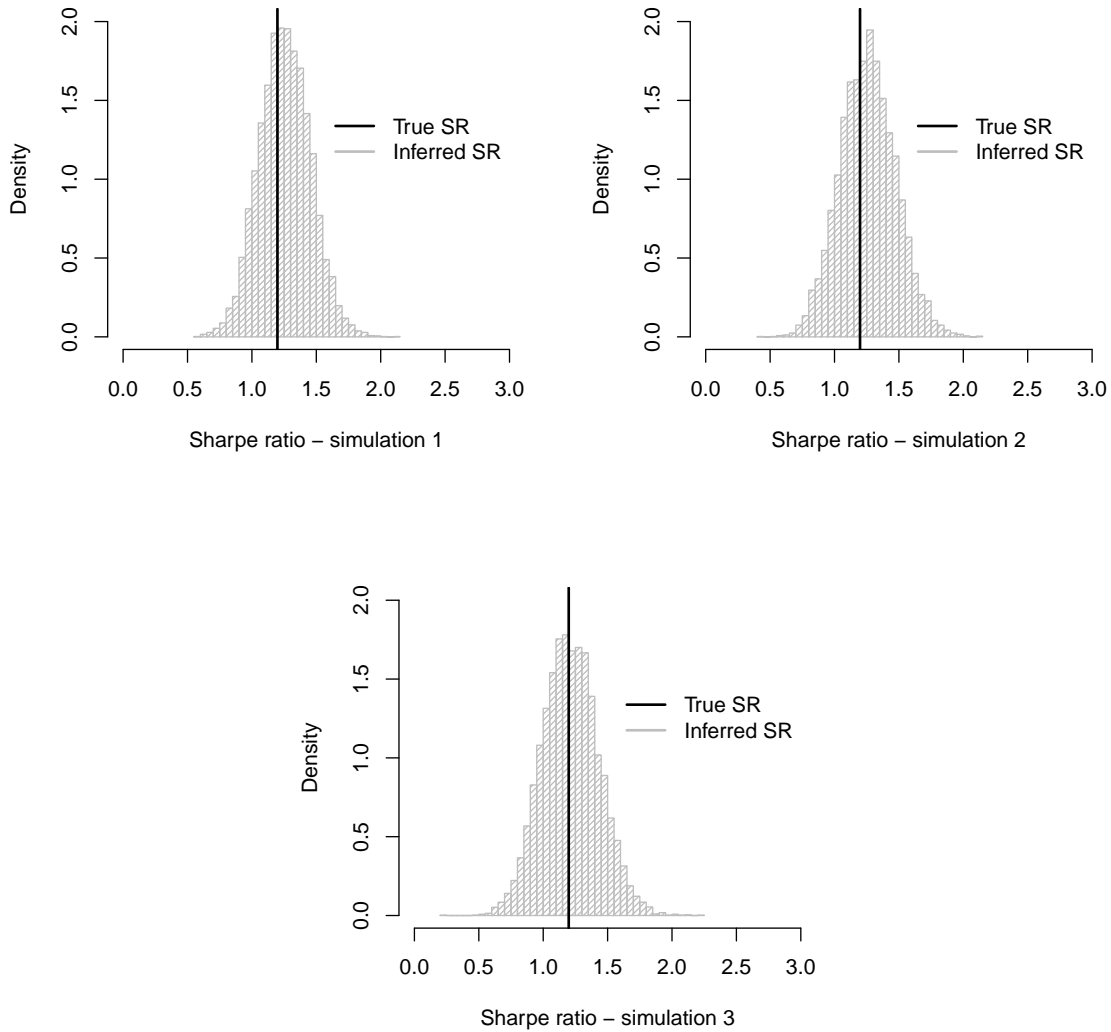 Density
2.0
1.5
1.0
0.5
0.0
True SR
Inferred SR
0.0 0.5 1.0 1.5 2.0 2.5 3.0
Sharpe ratio − simulation 1
Density
2.0
1.5
1.0
0.5
0.0
True SR
Inferred SR
0.0 0.5 1.0 1.5 2.0 2.5 3.0
Sharpe ratio − simulation 2
Density
2.0
1.5
1.0
0.5
0.0
True SR
Inferred SR
0.0 0.5 1.0 1.5 2.0 2.5 3.0
Sharpe ratio − simulation 3